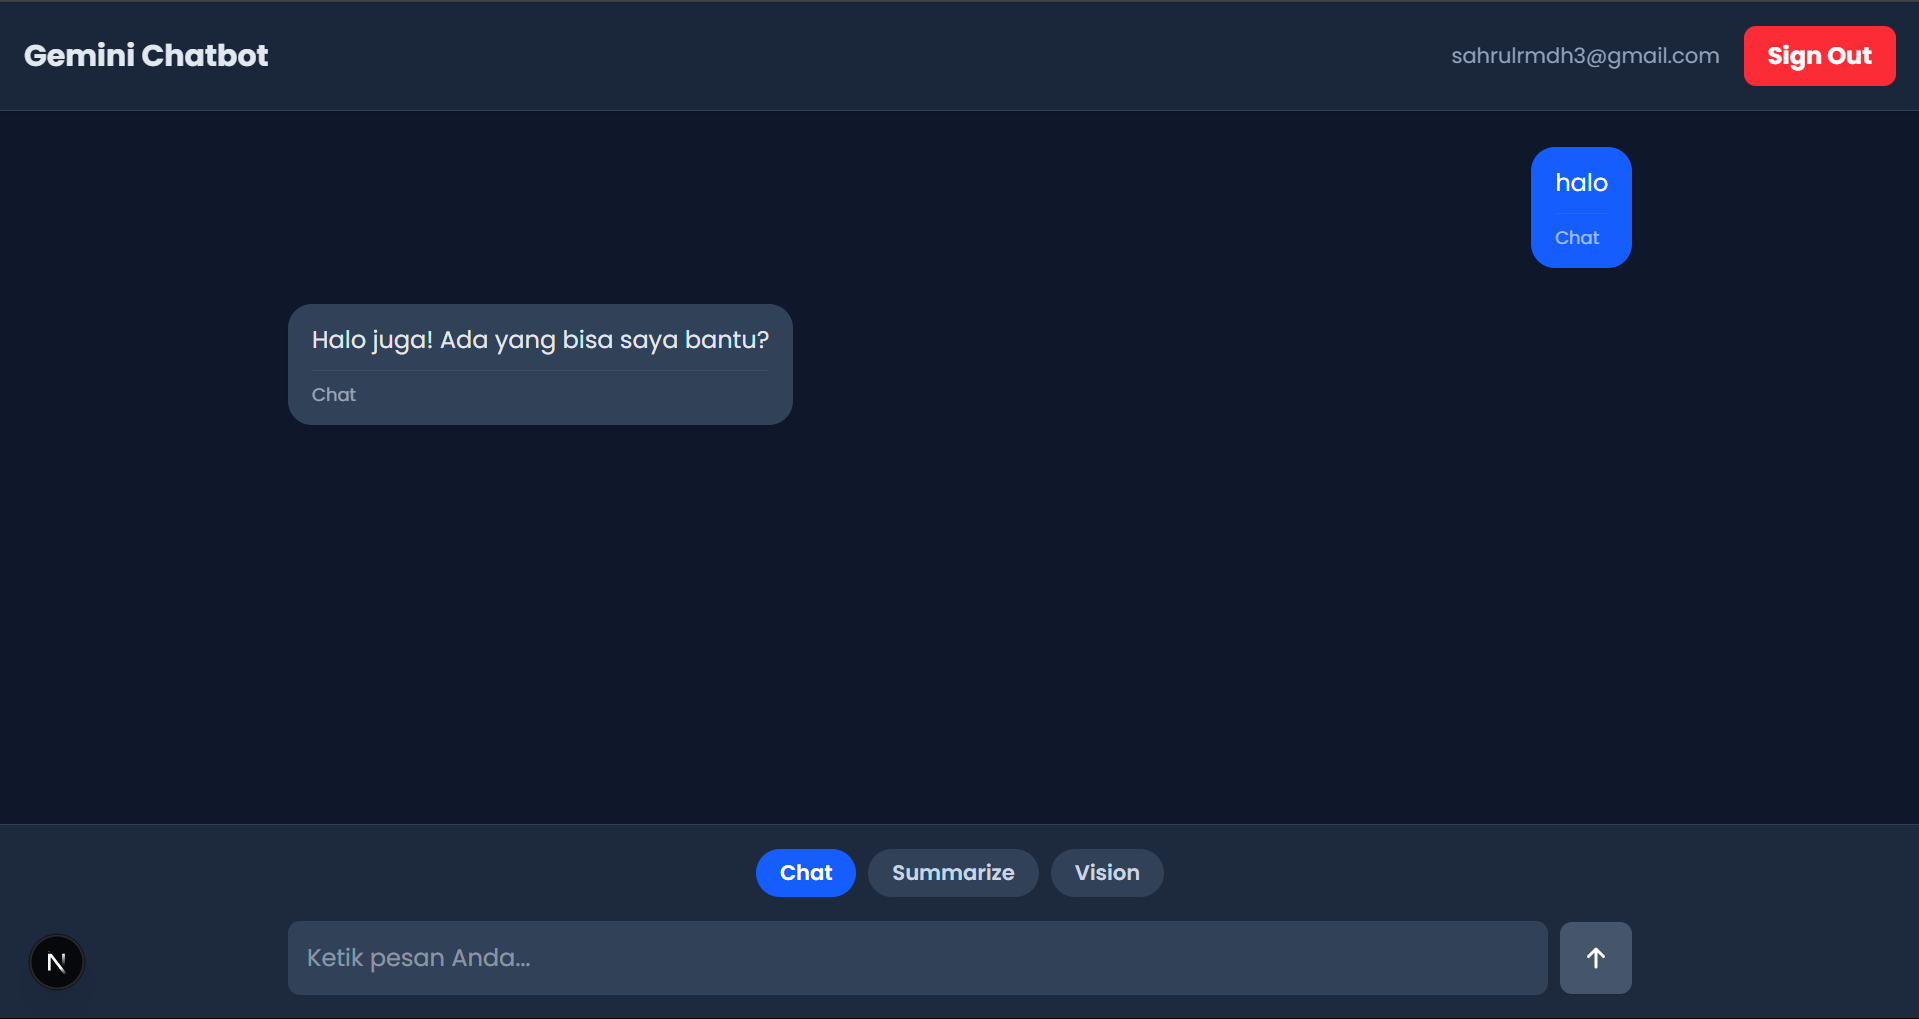 Gemini Chatbot
sahrulrmdh3@gmail.com
Sign Out
halo
Chat
Halo juga! Ada yang bisa saya bantu?
Chat
Chat
Summarize
Vision
Ketik pesan Anda...
N